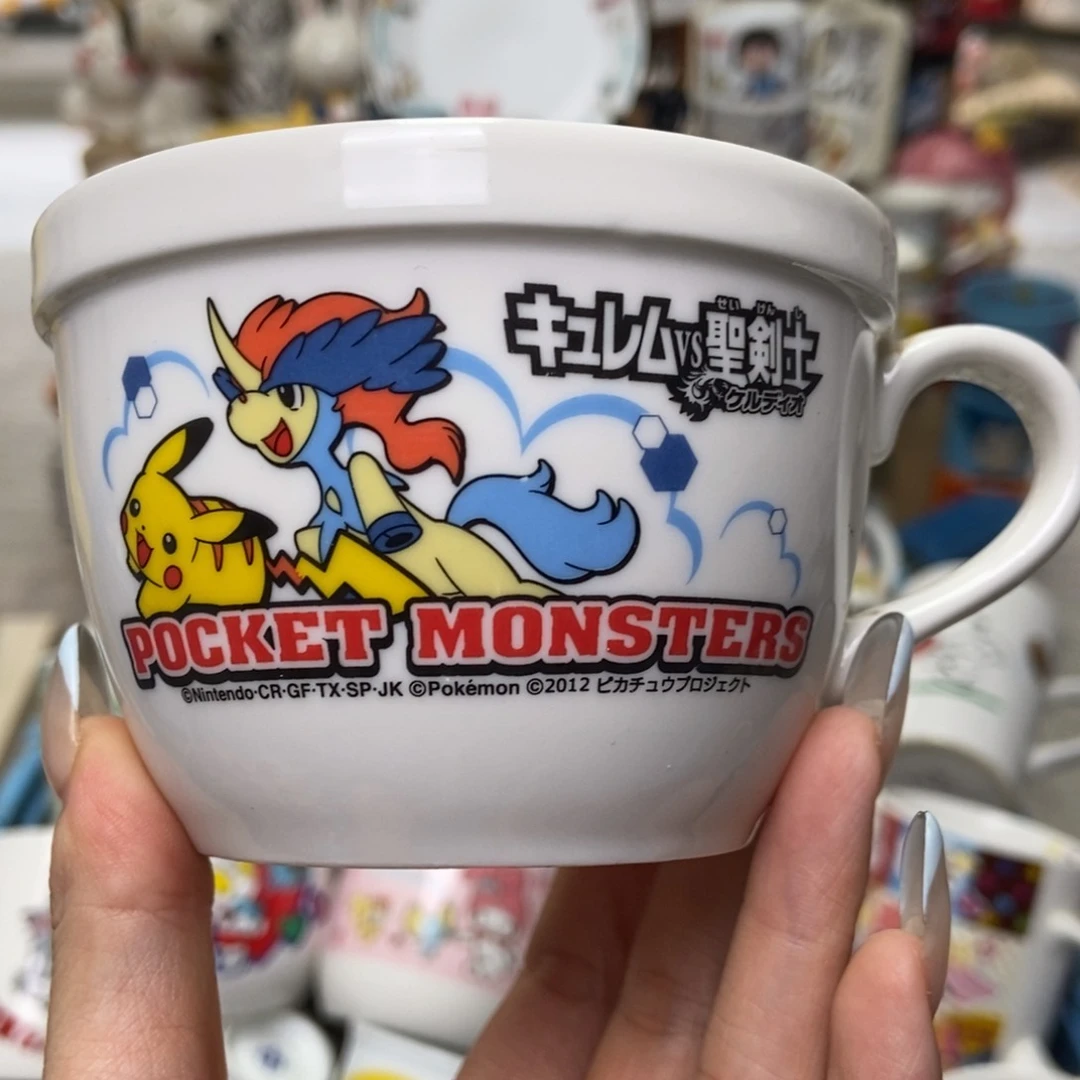 キュレムVS聖剣士
せいけんし
ケルディオ
POCKET MONSTERS
©Nintendo·CR·GF·TX·SP·JK ©Pokémon ©2012 ピカチュウプロジェクト